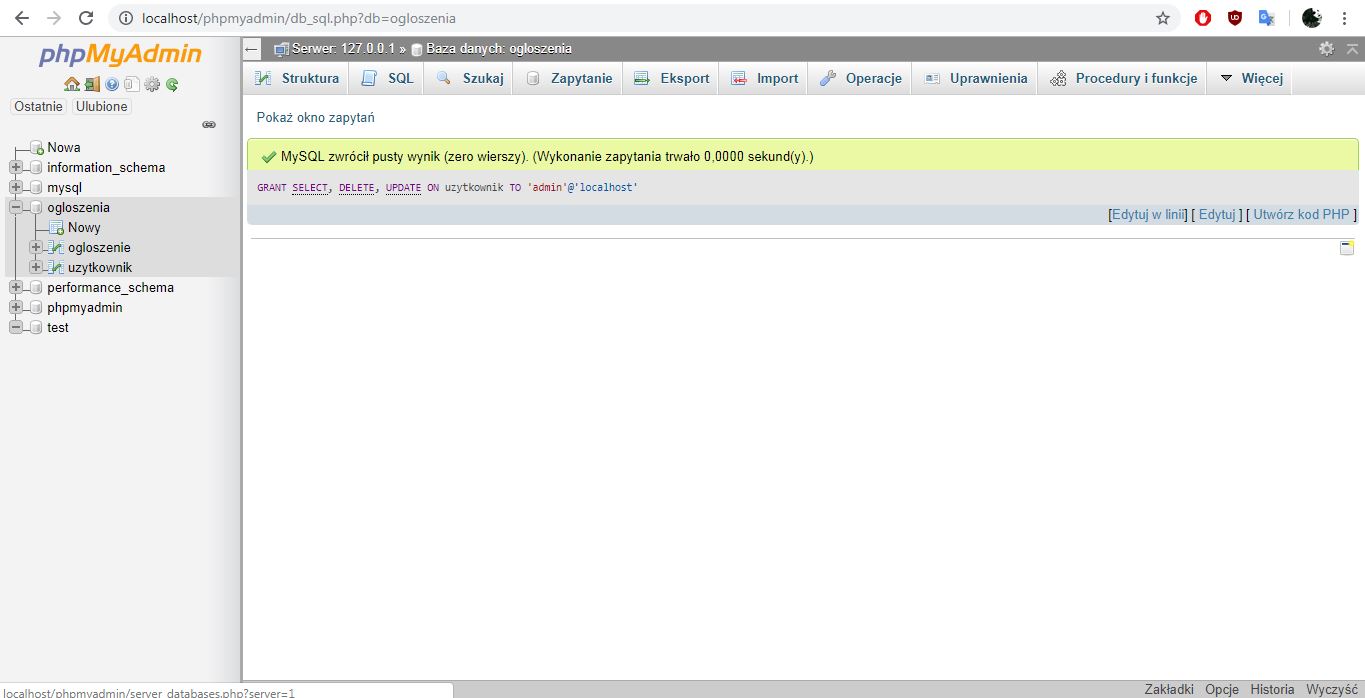 localhost/phpmyadmin/db_sql.php?db=ogloszenia
phpMyAdmin
Ostatnie Ulubione
Nowa
information_schema
mysql
ogloszenia
Nowy
ogloszenie
uzytkownik
performance_schema
phpmyadmin
test
Serwer: 127.0.0.1 » Baza danych: ogloszenia
Struktura SQL Szukaj Zapytanie Eksport Import Operacje Uprawnienia Procedury i funkcje Więcej
Pokaż okno zapytań
MySQL zwrócił pusty wynik (zero wierszy). (Wykonanie zapytania trwało 0,0000 sekund(y).)
GRANT SELECT, DELETE, UPDATE ON uzytkownik TO 'admin'@'localhost'
[Edytuj w linii] [ Edytuj ] [ Utwórz kod PHP ]
localhost/phpmyadmin/server_databases.php?server=1
Zakładki Opcje Historia Wyczyść